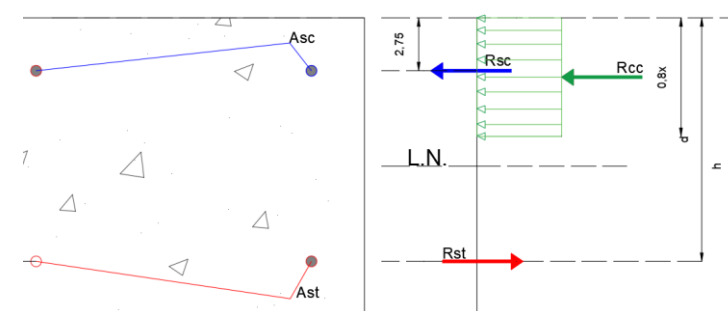 Asc
Ast
2,75
Rsc
Rcc
0,8x
d
h
L.N.
Rst